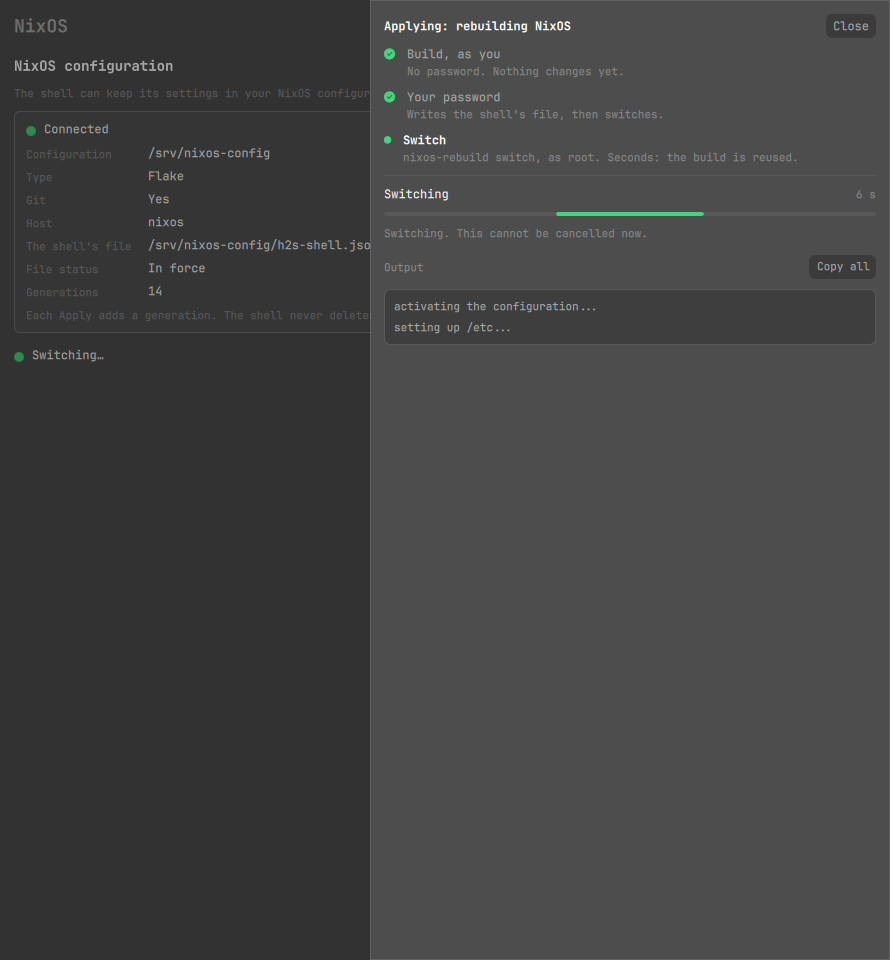 NixOS
NixOS configuration
The shell can keep its settings in your NixOS configur
Connected
Configuration /srv/nixos-config
Type Flake
Git Yes
Host nixos
The shell's file /srv/nixos-config/h2s-shell.jso
File status In force
Generations 14
Each Apply adds a generation. The shell never delete
Switching…
Applying: rebuilding NixOS
Close
Build, as you
No password. Nothing changes yet.
Your password
Writes the shell's file, then switches.
Switch
nixos-rebuild switch, as root. Seconds: the build is reused.
Switching 6 s
Switching. This cannot be cancelled now.
Output
Copy all
activating the configuration...
setting up /etc...